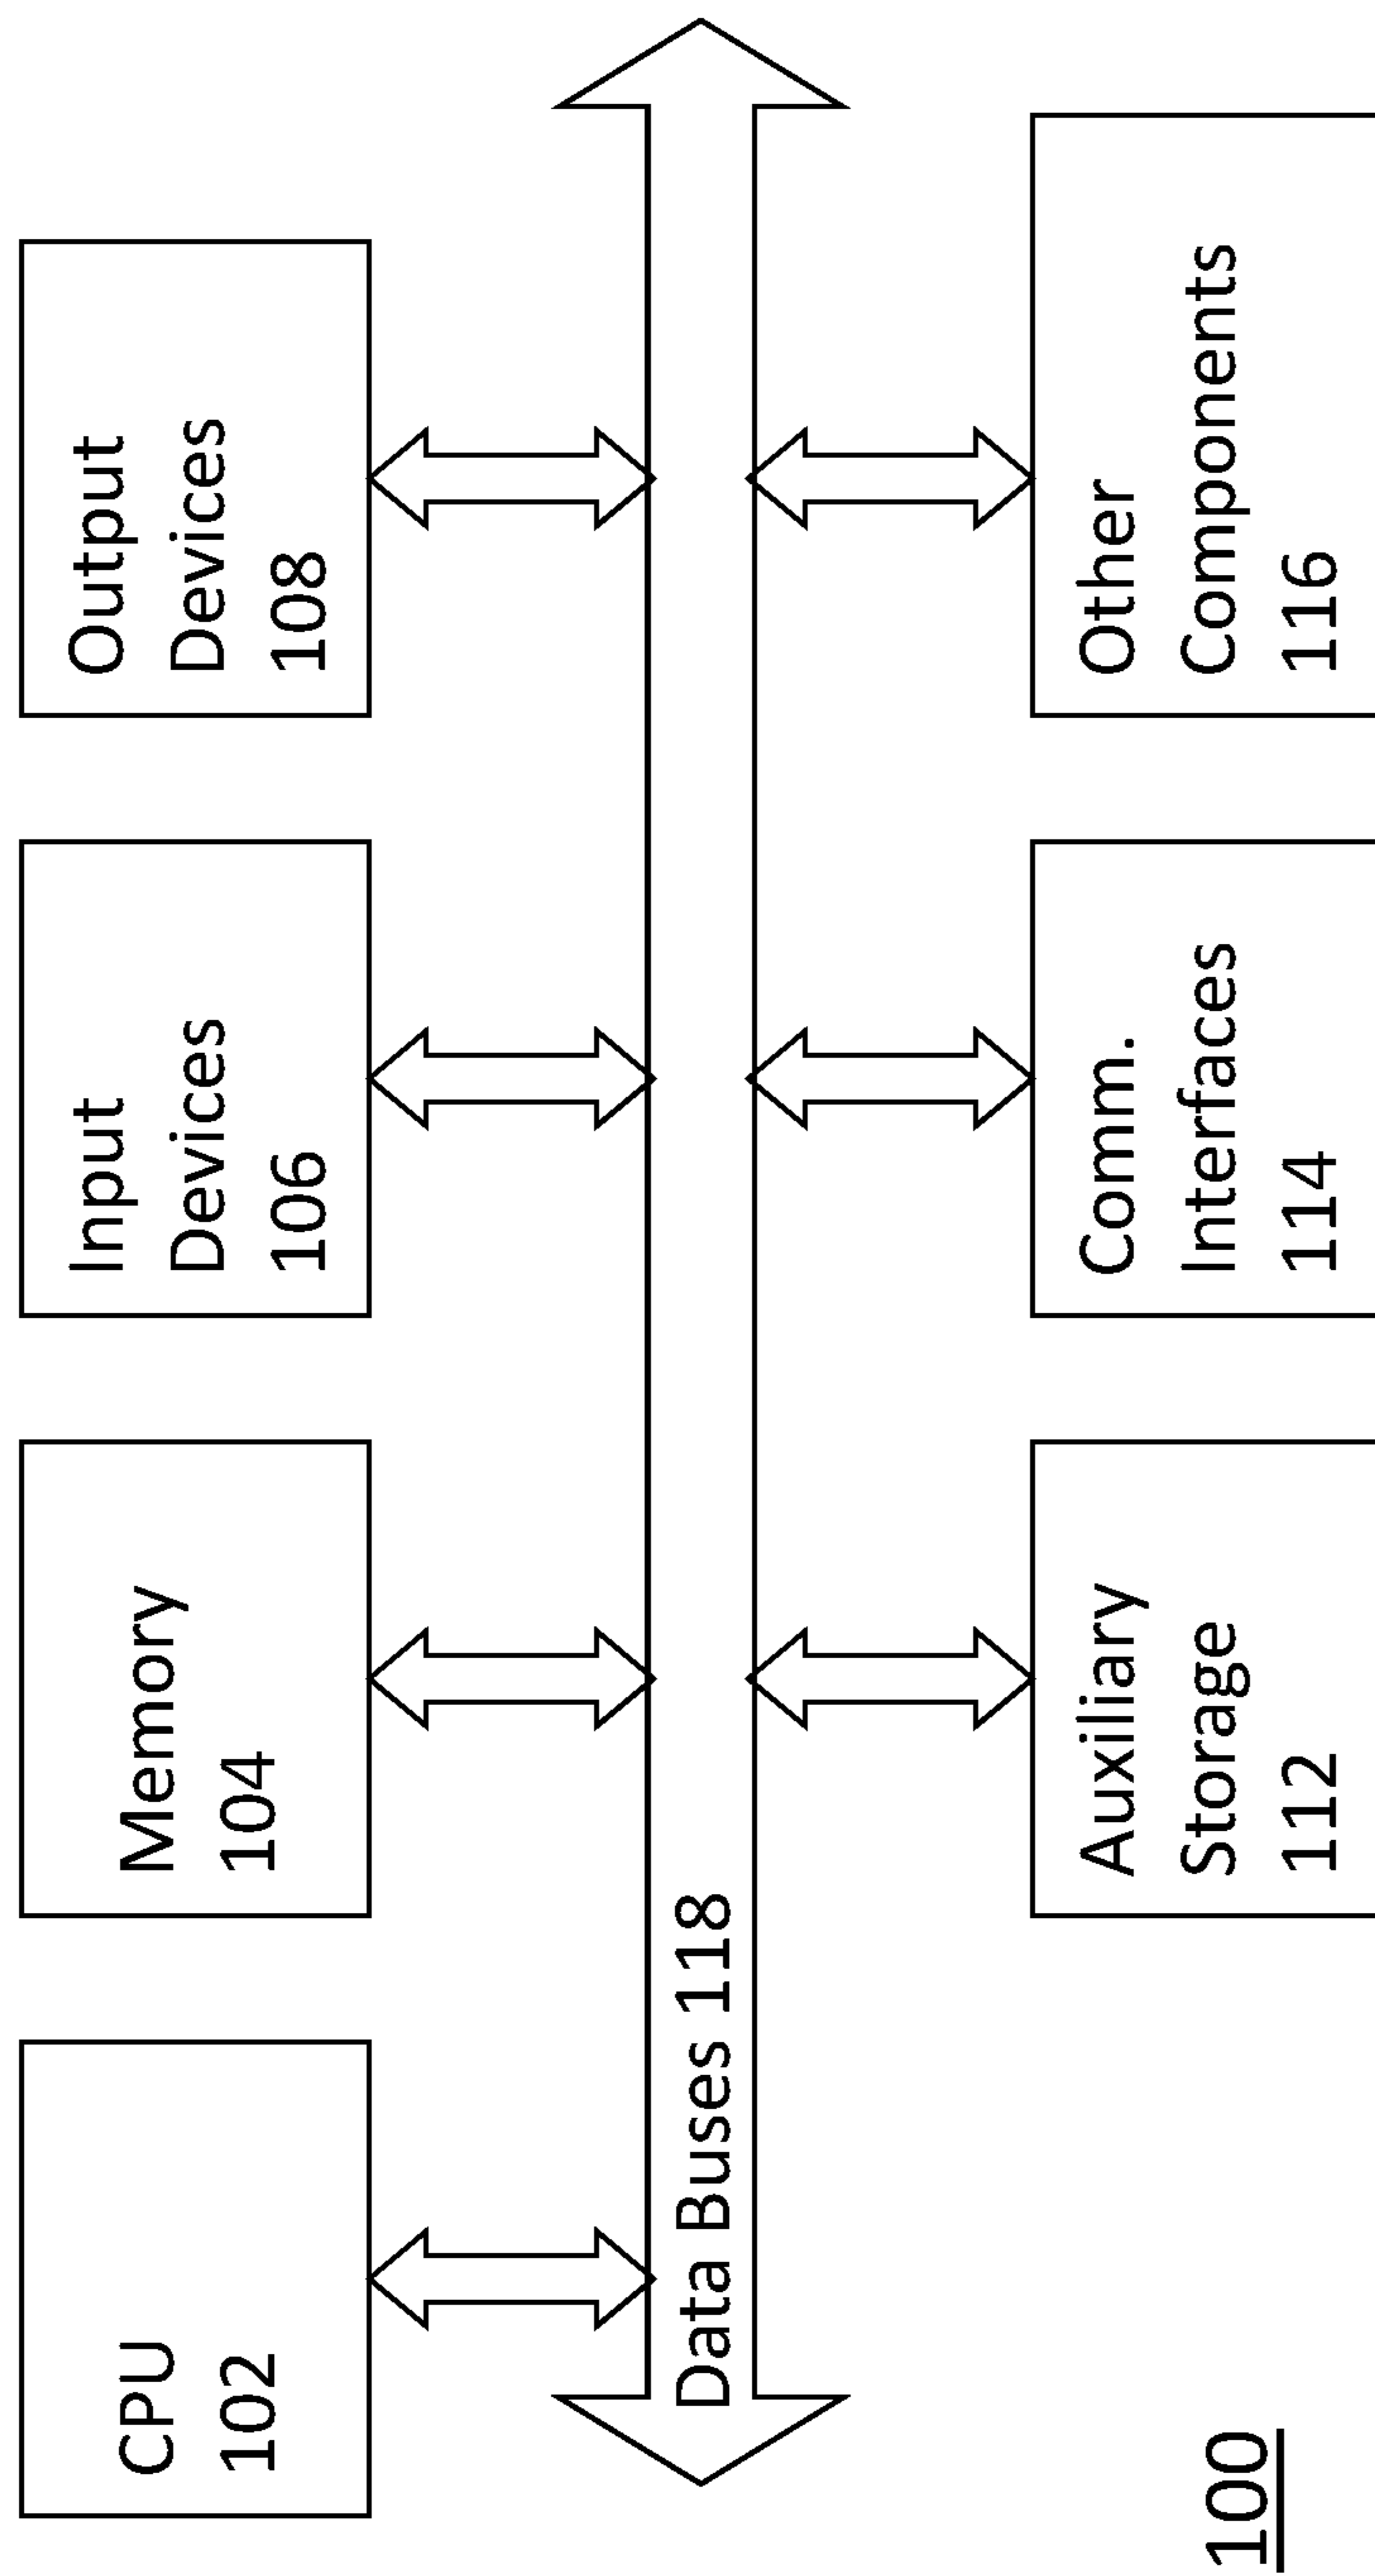 CPU
102
Memory
104
Input
Devices
106
Output
Devices
108
Data Buses 118
Auxiliary
Storage
112
Comm.
Interfaces
114
Other
Components
116
100